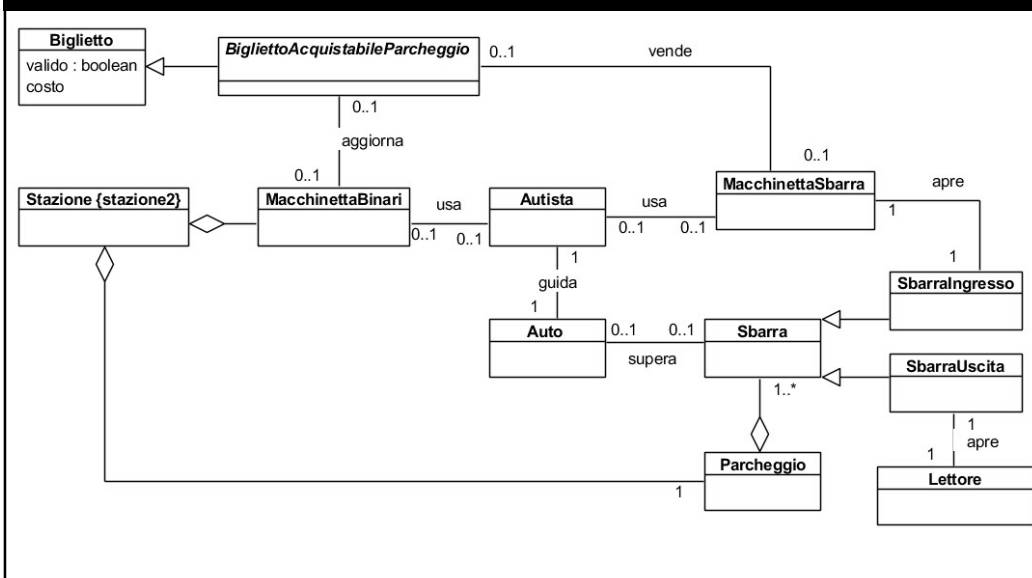 Biglietto
valido : boolean
costo
BigliettoAcquistabileParcheggio
0..1
vende
0..1
aggiorna
0..1
0..1
Stazione {stazione2}
MacchinettaBinari
usa
0..1
0..1
Autista
usa
0..1
0..1
MacchinettaSbarra
apre
1
1
SbarraIngresso
1
guida
1
Auto
0..1
0..1
supera
Sbarra
1..*
SbarraUscita
1
apre
1
Lettore
Parcheggio
1